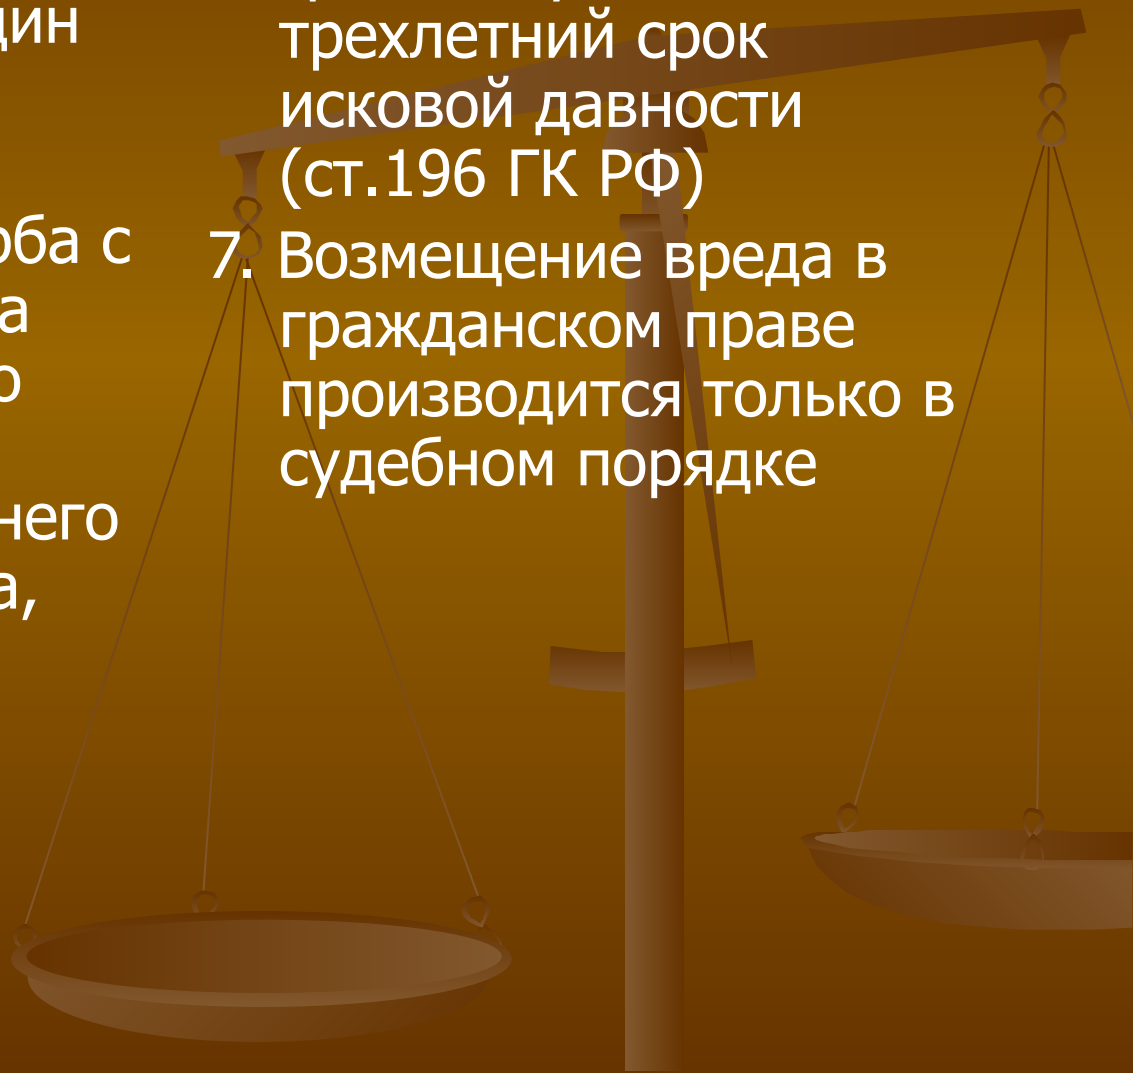 трехлетний срок
исковой давности
(ст.196 ГК РФ)
с
7. Возмещение вреда в
гражданском праве
производится только в
судебном порядке